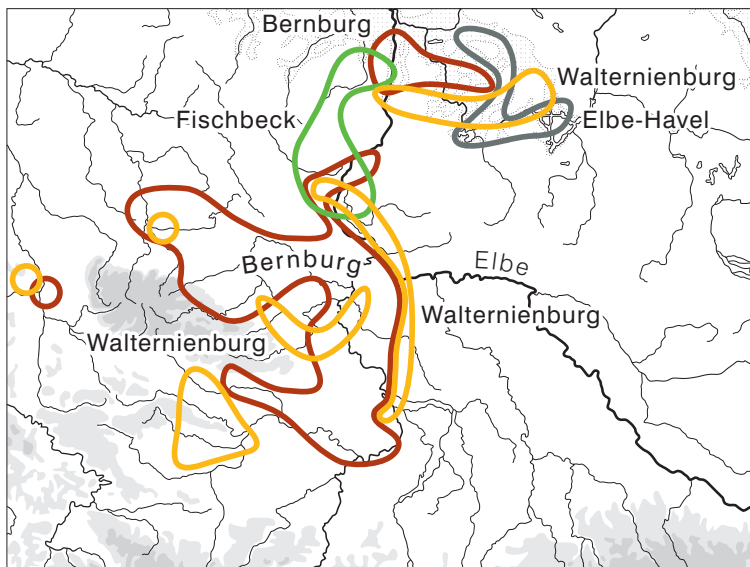 Bernburg
Walternienburg
Fischbeck
Elbe-Havel
Bernburg
Elbe
Walternienburg
Walternienburg